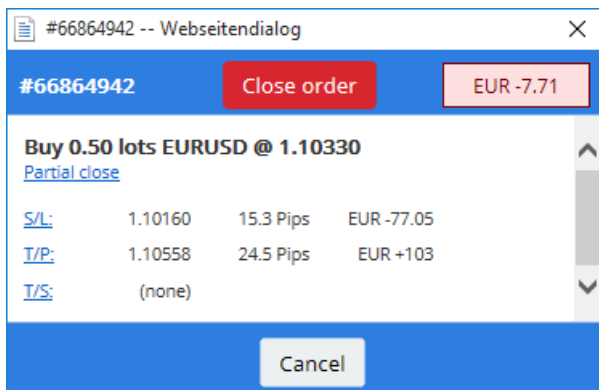 #66864942 -- Webseitendialog
#66864942 Close order EUR -7.71
Buy 0.50 lots EURUSD @ 1.10330
Partial close
S/L: 1.10160 15.3 Pips EUR -77.05
T/P: 1.10558 24.5 Pips EUR +103
T/S: (none)
Cancel